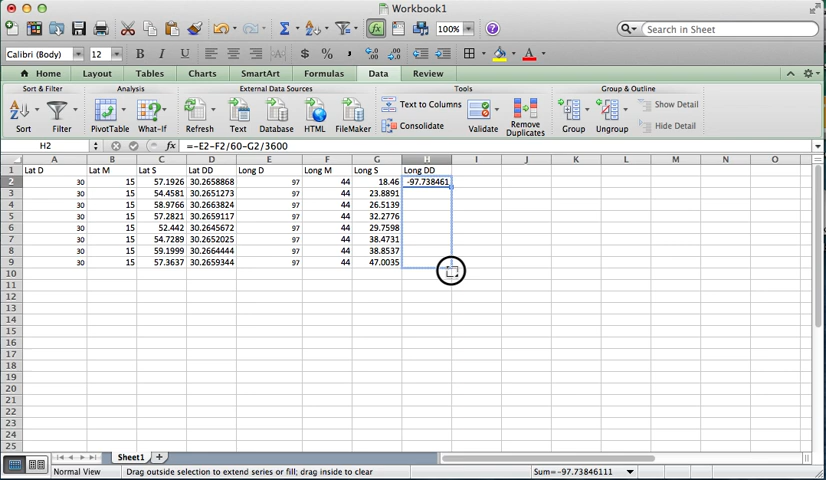 Workbook1
100%
Search in Sheet
Calibri (Body) 12 B I U $ % ,
Home Layout Tables Charts SmartArt Formulas Data Review
Sort & Filter Analysis External Data Sources Tools Group & Outline
Sort Filter PivotTable What-If Refresh Text Database HTML FileMaker Text to Columns Consolidate Validate Remove Duplicates Group Ungroup Show Detail Hide Detail
H2 fx =-E2-F2/60-G2/3600
A B C D E F G H I J K L M N O
1 Lat D Lat M Lat S Lat DD Long D Long M Long S Long DD
2 30 15 57.1926 30.2658868 97 44 18.46 -97.738461
3 30 15 54.4581 30.2651273 97 44 23.8891
4 30 15 58.9766 30.2663824 97 44 26.5139
5 30 15 57.2821 30.2659117 97 44 32.2776
6 30 15 52.442 30.2645672 97 44 29.7598
7 30 15 54.7289 30.2652025 97 44 38.4731
8 30 15 59.1999 30.2664444 97 44 38.8537
9 30 15 57.3637 30.2659344 97 44 47.0035
10
11
12
13
14
15
16
17
18
19
20
21
22
23
24
25
Sheet1
Normal View Drag outside selection to extend series or fill; drag inside to clear Sum=-97.73846111